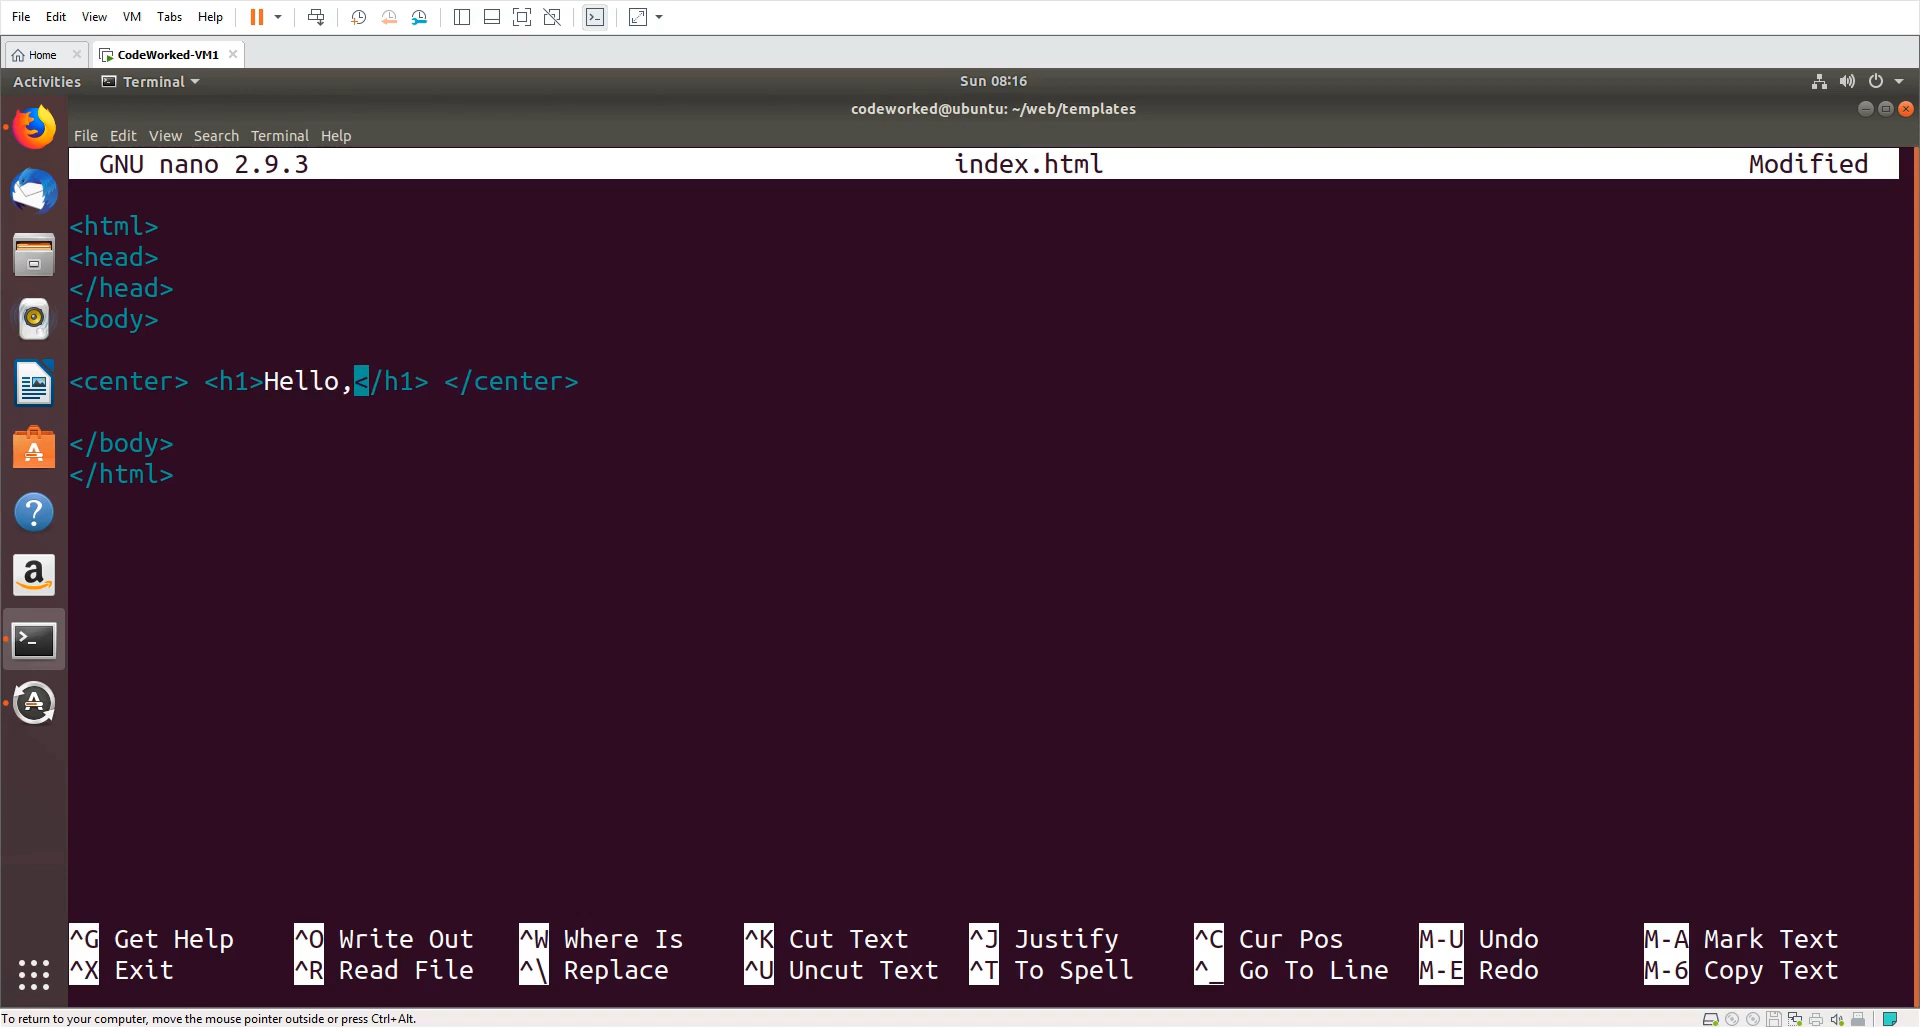 File Edit View VM Tabs Help
Home CodeWorked-VM1
Activities Terminal Sun 08:16
codeworked@ubuntu: ~/web/templates
File Edit View Search Terminal Help
GNU nano 2.9.3 index.html Modified
<html>
<head>
</head>
<body>
<center> <h1>Hello,</h1> </center>
</body>
</html>
^G Get Help ^O Write Out ^W Where Is ^K Cut Text ^J Justify ^C Cur Pos M-U Undo M-A Mark Text
^X Exit ^R Read File ^\ Replace ^U Uncut Text ^T To Spell ^_ Go To Line M-E Redo M-6 Copy Text
To return to your computer, move the mouse pointer outside or press Ctrl+Alt.